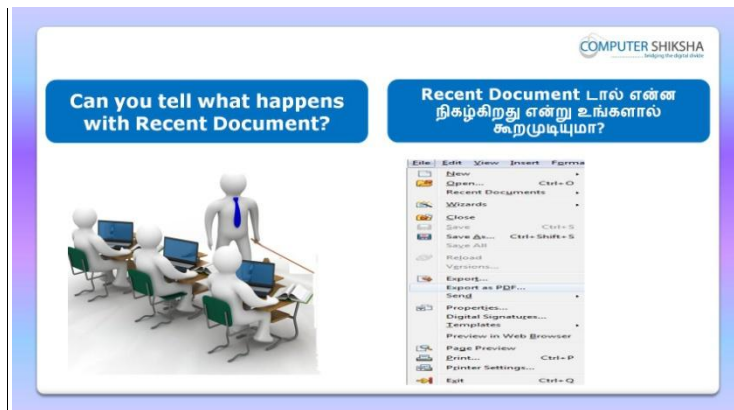 COMPUTER SHIKSHA
bridging the digital divide
Can you tell what happens
with Recent Document?
Recent Document டால் என்ன
நிகழ்கிறது என்று உங்களால்
கூறமுடியுமா?
File Edit View Insert Forma
New
Open... Ctrl+O
Recent Documents
Wizards
Close
Save Ctrl+S
Save As... Ctrl+Shift+S
Save All
Reload
Versions...
Export...
Export as PDF...
Send
Properties...
Digital Signatures...
Templates
Preview in Web Browser
Page Preview
Print... Ctrl+P
Printer Settings...
Exit Ctrl+Q